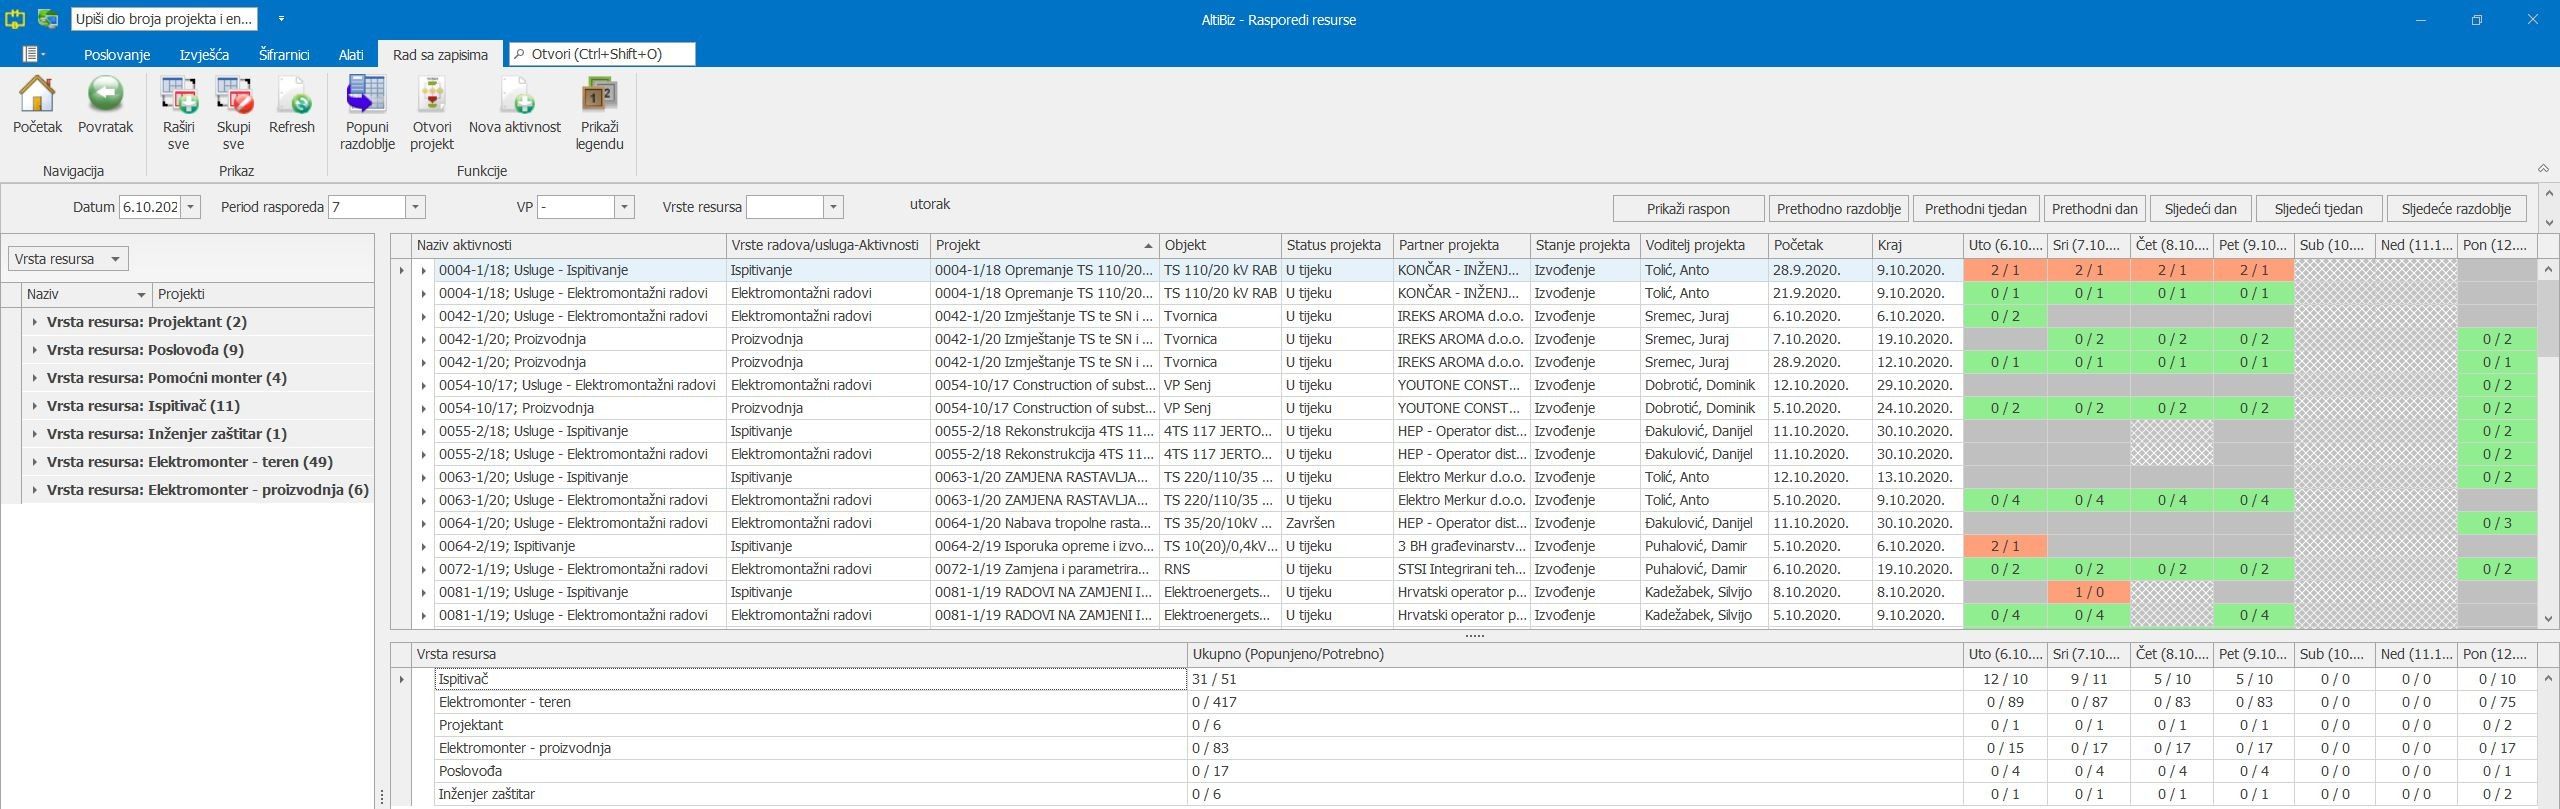 Upiši dio broja projekta i en...
AltiBiz - Rasporedi resurse
Poslovanje Izvješća Šifrarnici Alati Rad sa zapisima Otvori (Ctrl+Shift+O)
Početak Povratak Raširi sve Skupi sve Refresh Popuni razdoblje Otvori projekt Nova aktivnost Prikaži legendu
Navigacija Prikaz Funkcije
Datum 6.10.202 Period rasporeda 7 VP - Vrste resursa utorak Prikaži raspon Prethodno razdoblje Prethodni tjedan Prethodni dan Sljedeći dan Sljedeći tjedan Sljedeće razdoblje
Vrsta resursa
Naziv Projekti
Vrsta resursa: Projektant (2)
Vrsta resursa: Poslovođa (9)
Vrsta resursa: Pomoćni monter (4)
Vrsta resursa: Ispitivač (11)
Vrsta resursa: Inženjer zaštitar (1)
Vrsta resursa: Elektromonter - teren (49)
Vrsta resursa: Elektromonter - proizvodnja (6)
Naziv aktivnosti Vrste radova/usluga-Aktivnosti Projekt Objekt Status projekta Partner projekta Stanje projekta Voditelj projekta Početak Kraj Uto (6.10.... Sri (7.10.... Čet (8.10.... Pet (9.10... Sub (10.... Ned (11.1... Pon (12....
0004-1/18; Usluge - Ispitivanje Ispitivanje 0004-1/18 Opremanje TS 110/20... TS 110/20 kV RAB U tijeku KONČAR - INŽENJ... Izvođenje Tolić, Anto 28.9.2020. 9.10.2020. 2 / 1 2 / 1 2 / 1 2 / 1
0004-1/18; Usluge - Elektromontažni radovi Elektromontažni radovi 0004-1/18 Opremanje TS 110/20... TS 110/20 kV RAB U tijeku KONČAR - INŽENJ... Izvođenje Tolić, Anto 21.9.2020. 9.10.2020. 0 / 1 0 / 1 0 / 1 0 / 1
0042-1/20; Usluge - Elektromontažni radovi Elektromontažni radovi 0042-1/20 Izmještanje TS te SN i ... Tvornica U tijeku IREKS AROMA d.o.o. Izvođenje Sremec, Juraj 6.10.2020. 6.10.2020. 0 / 2
0042-1/20; Proizvodnja Proizvodnja 0042-1/20 Izmještanje TS te SN i ... Tvornica U tijeku IREKS AROMA d.o.o. Izvođenje Sremec, Juraj 7.10.2020. 19.10.2020. 0 / 2 0 / 2 0 / 2 0 / 2
0042-1/20; Proizvodnja Proizvodnja 0042-1/20 Izmještanje TS te SN i ... Tvornica U tijeku IREKS AROMA d.o.o. Izvođenje Sremec, Juraj 28.9.2020. 12.10.2020. 0 / 1 0 / 1 0 / 1 0 / 1 0 / 1
0054-10/17; Usluge - Elektromontažni radovi Elektromontažni radovi 0054-10/17 Construction of subst... VP Senj U tijeku YOUTONE CONST... Izvođenje Dobrotić, Dominik 12.10.2020. 29.10.2020. 0 / 2
0054-10/17; Proizvodnja Proizvodnja 0054-10/17 Construction of subst... VP Senj U tijeku YOUTONE CONST... Izvođenje Dobrotić, Dominik 5.10.2020. 24.10.2020. 0 / 2 0 / 2 0 / 2 0 / 2 0 / 2
0055-2/18; Usluge - Ispitivanje Ispitivanje 0055-2/18 Rekonstrukcija 4TS 11... 4TS 117 JERTO... U tijeku HEP - Operator dist... Izvođenje Đakulović, Danijel 11.10.2020. 30.10.2020. 0 / 2
0055-2/18; Usluge - Elektromontažni radovi Elektromontažni radovi 0055-2/18 Rekonstrukcija 4TS 11... 4TS 117 JERTO... U tijeku HEP - Operator dist... Izvođenje Đakulović, Danijel 11.10.2020. 30.10.2020. 0 / 2
0063-1/20; Usluge - Ispitivanje Ispitivanje 0063-1/20 ZAMJENA RASTAVLJA... TS 220/110/35 ... U tijeku Elektro Merkur d.o.o. Izvođenje Tolić, Anto 12.10.2020. 13.10.2020. 0 / 2
0063-1/20; Usluge - Elektromontažni radovi Elektromontažni radovi 0063-1/20 ZAMJENA RASTAVLJA... TS 220/110/35 ... U tijeku Elektro Merkur d.o.o. Izvođenje Tolić, Anto 5.10.2020. 9.10.2020. 0 / 4 0 / 4 0 / 4 0 / 4
0064-1/20; Usluge - Elektromontažni radovi Elektromontažni radovi 0064-1/20 Nabava tropolne rasta... TS 35/20/10kV ... Završen HEP - Operator dist... Izvođenje Đakulović, Danijel 11.10.2020. 30.10.2020. 0 / 3
0064-2/19; Ispitivanje Ispitivanje 0064-2/19 Isporuka opreme i izvo... TS 10(20)/0,4kV... U tijeku 3 BH građevinarstv... Izvođenje Puhalović, Damir 5.10.2020. 6.10.2020. 2 / 1
0072-1/19; Usluge - Elektromontažni radovi Elektromontažni radovi 0072-1/19 Zamjena i parametrira... RNS U tijeku STSI Integrirani teh... Izvođenje Puhalović, Damir 6.10.2020. 19.10.2020. 0 / 2 0 / 2 0 / 2 0 / 2 0 / 2
0081-1/19; Usluge - Ispitivanje Ispitivanje 0081-1/19 RADOVI NA ZAMJENI I... Elektroenergets... U tijeku Hrvatski operator p... Izvođenje Kadežabek, Silvijo 8.10.2020. 8.10.2020. 1 / 0
0081-1/19; Usluge - Elektromontažni radovi Elektromontažni radovi 0081-1/19 RADOVI NA ZAMJENI I... Elektroenergets... U tijeku Hrvatski operator p... Izvođenje Kadežabek, Silvijo 5.10.2020. 9.10.2020. 0 / 4 0 / 4 0 / 4
Vrsta resursa Ukupno (Popunjeno/Potrebno) Uto (6.10.... Sri (7.10.... Čet (8.10.... Pet (9.10... Sub (10.... Ned (11.1... Pon (12....
Ispitivač 31 / 51 12 / 10 9 / 11 5 / 10 5 / 10 0 / 0 0 / 0 0 / 10
Elektromonter - teren 0 / 417 0 / 89 0 / 87 0 / 83 0 / 83 0 / 0 0 / 0 0 / 75
Projektant 0 / 6 0 / 1 0 / 1 0 / 1 0 / 1 0 / 0 0 / 0 0 / 2
Elektromonter - proizvodnja 0 / 83 0 / 15 0 / 17 0 / 17 0 / 17 0 / 0 0 / 0 0 / 17
Poslovođa 0 / 17 0 / 4 0 / 4 0 / 4 0 / 4 0 / 0 0 / 0 0 / 1
Inženjer zaštitar 0 / 6 0 / 1 0 / 1 0 / 1 0 / 1 0 / 0 0 / 0 0 / 2